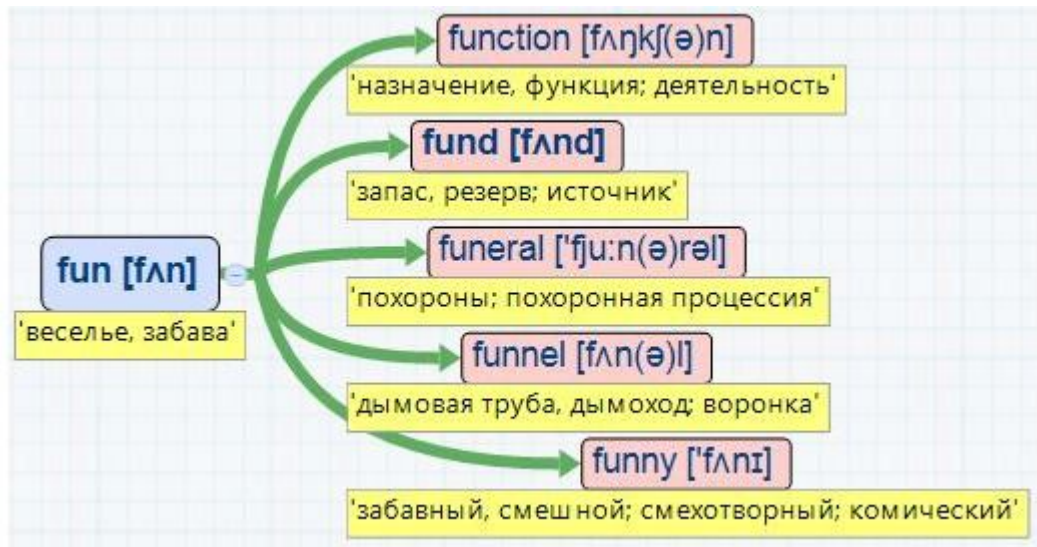 function [fʌŋkʃ(ə)n]
'назначение, функция; деятельность'
fund [fʌnd]
'запас, резерв; источник'
fun [fʌn]
'веселье, забава'
funeral ['fju:n(ə)rəl]
'похороны; похоронная процессия'
funnel [fʌn(ə)l]
'дымовая труба, дымоход; воронка'
funny ['fʌnɪ]
'забавный, смешной; смехотворный; комический'